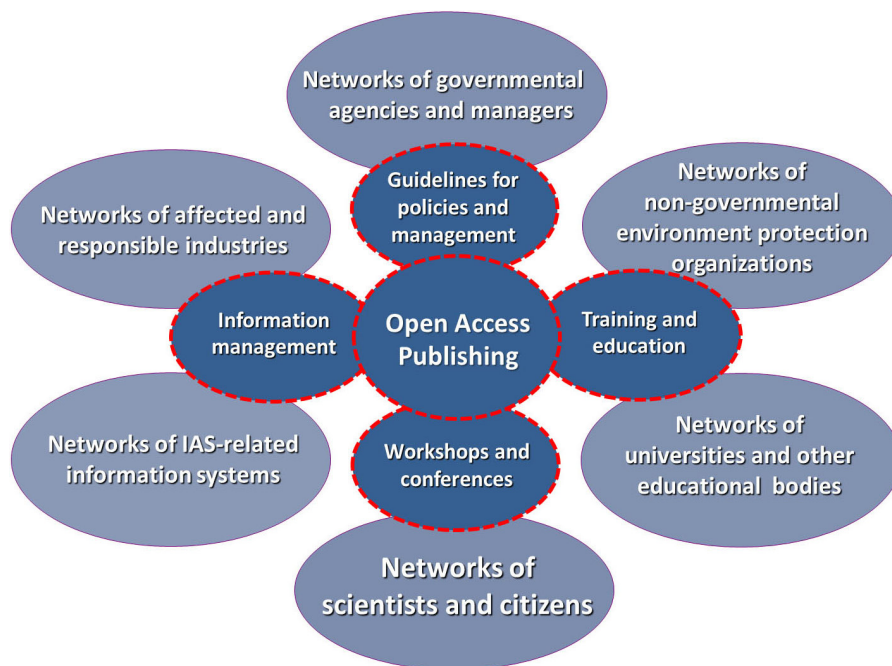 Networks of governmental
agencies and managers
Guidelines for
policies and
management
Networks of
non-governmental
environment protection
organizations
Networks of affected and
responsible industries
Information
management
Open Access
Publishing
Training and
education
Networks of IAS-related
information systems
Workshops and
conferences
Networks of
universities and other
educational bodies
Networks of
scientists and citizens